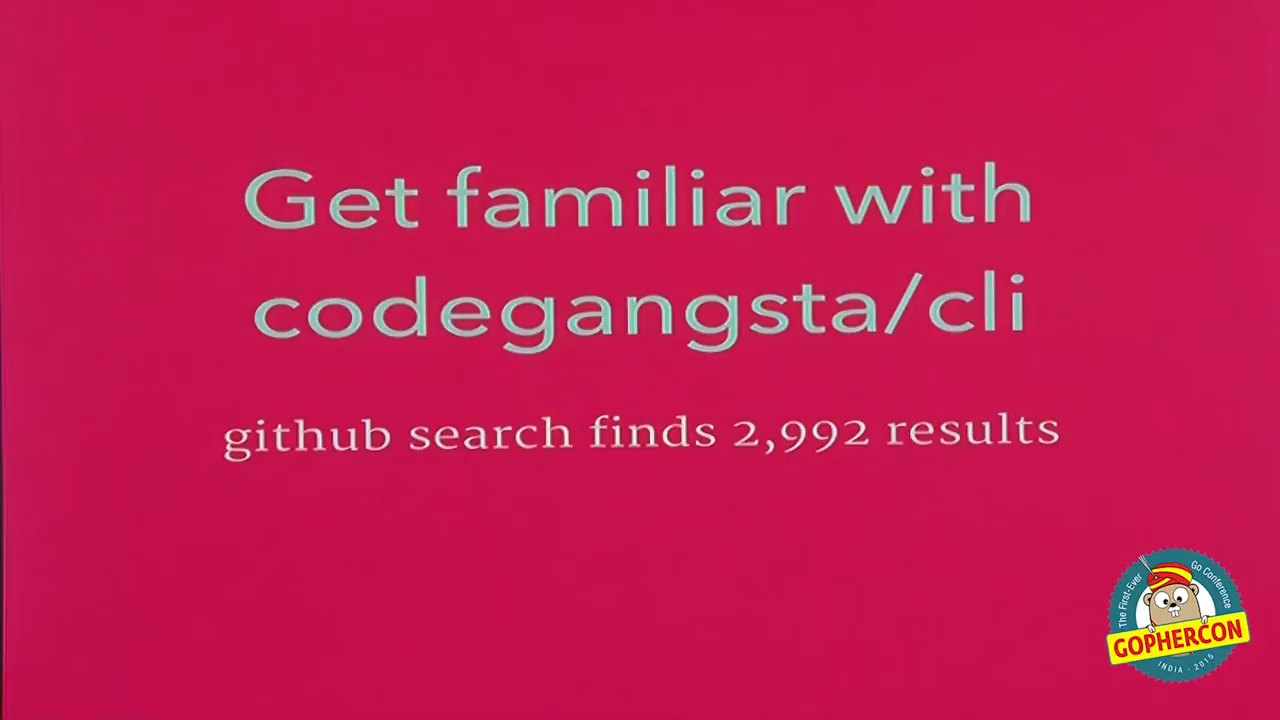 Get familiar with
codegangsta/cli
github search finds 2,992 results
The First-Ever Go Conference
GOPHERCON
INDIA - 2015